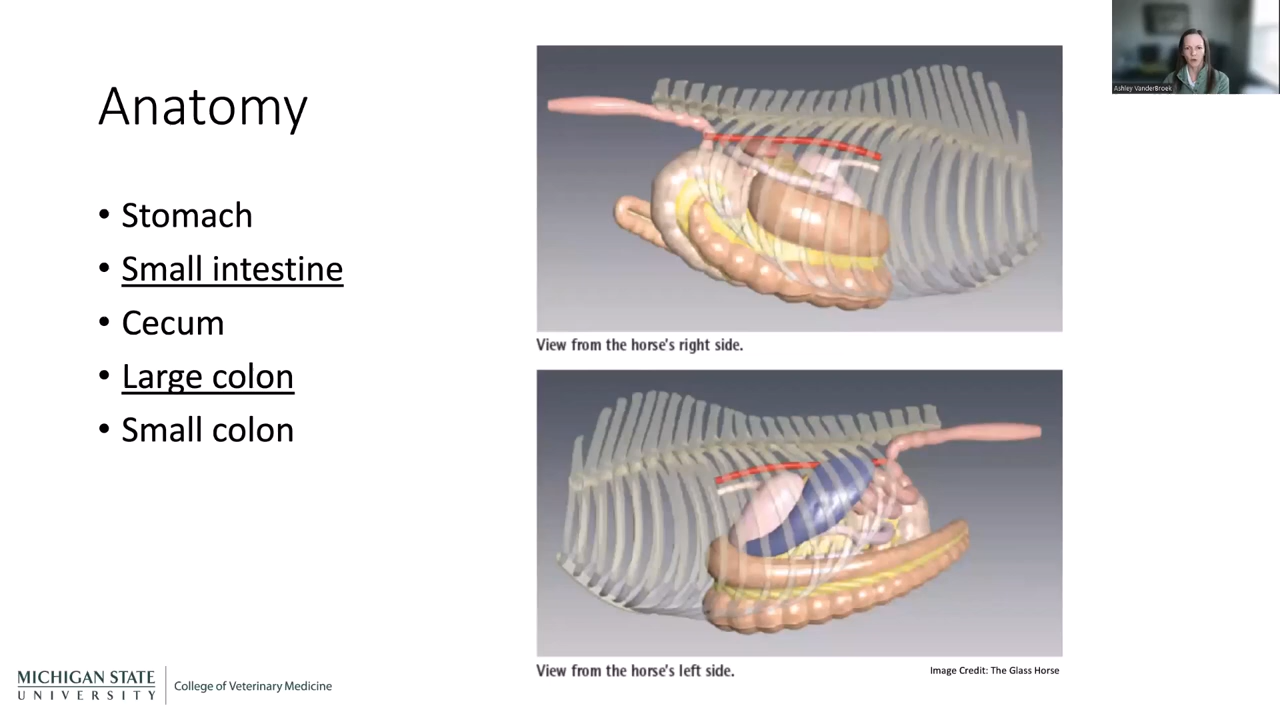 Ashley VanderBroek
Anatomy
• Stomach
• Small intestine
• Cecum
• Large colon
• Small colon
View from the horse's right side.
View from the horse's left side.
Image Credit: The Glass Horse
MICHIGAN STATE
UNIVERSITY
College of Veterinary Medicine